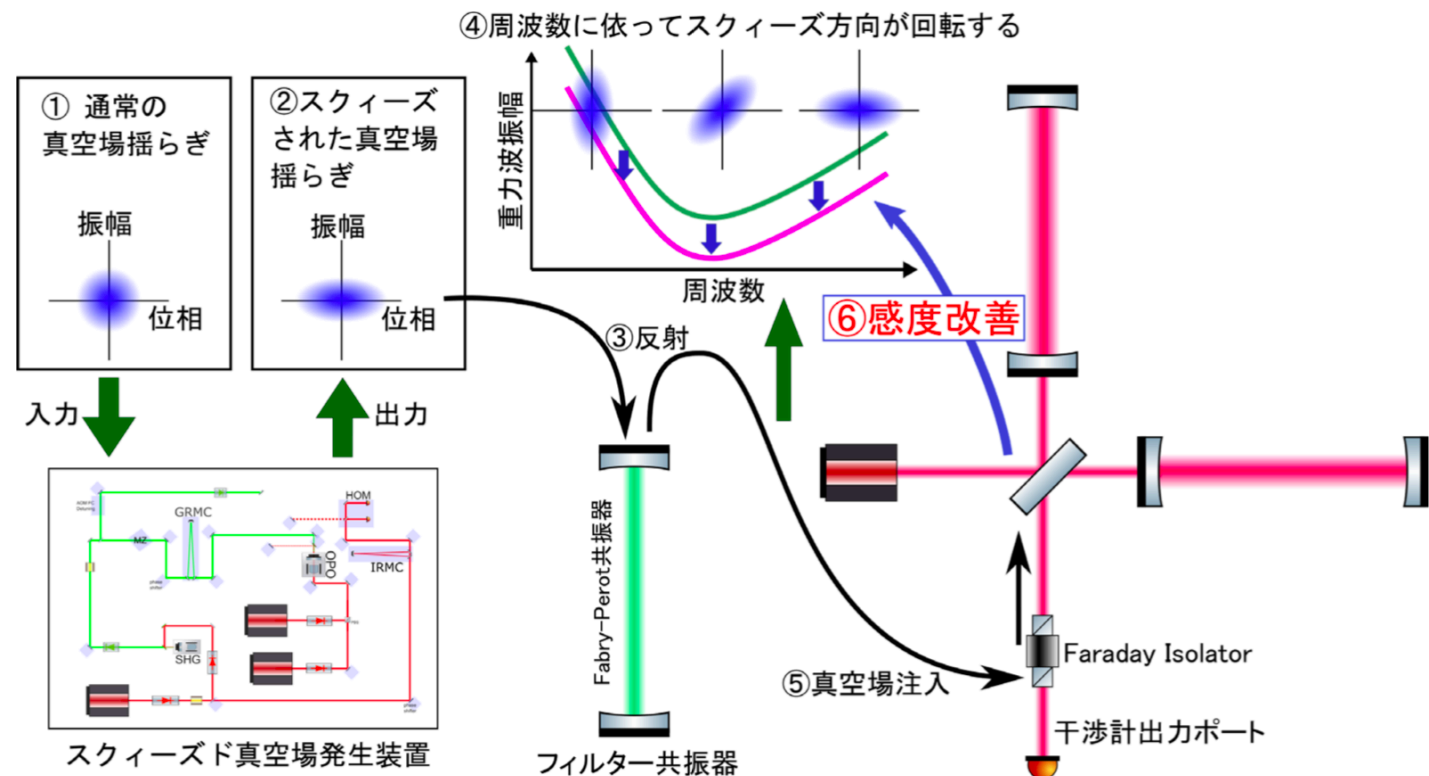 ④周波数に依ってスクィーズ方向が回転する
① 通常の
真空場揺らぎ
振幅
位相
②スクィーズ
された真空場
揺らぎ
振幅
位相
重力波振幅
周波数
⑥感度改善
③反射
入力
出力
GRMC
HOM
MZ
OPO
IRMC
SHG
phase
shifter
スクィーズド真空場発生装置
Fabry-Perot共振器
フィルター共振器
⑤真空場注入
Faraday Isolator
干渉計出力ポート